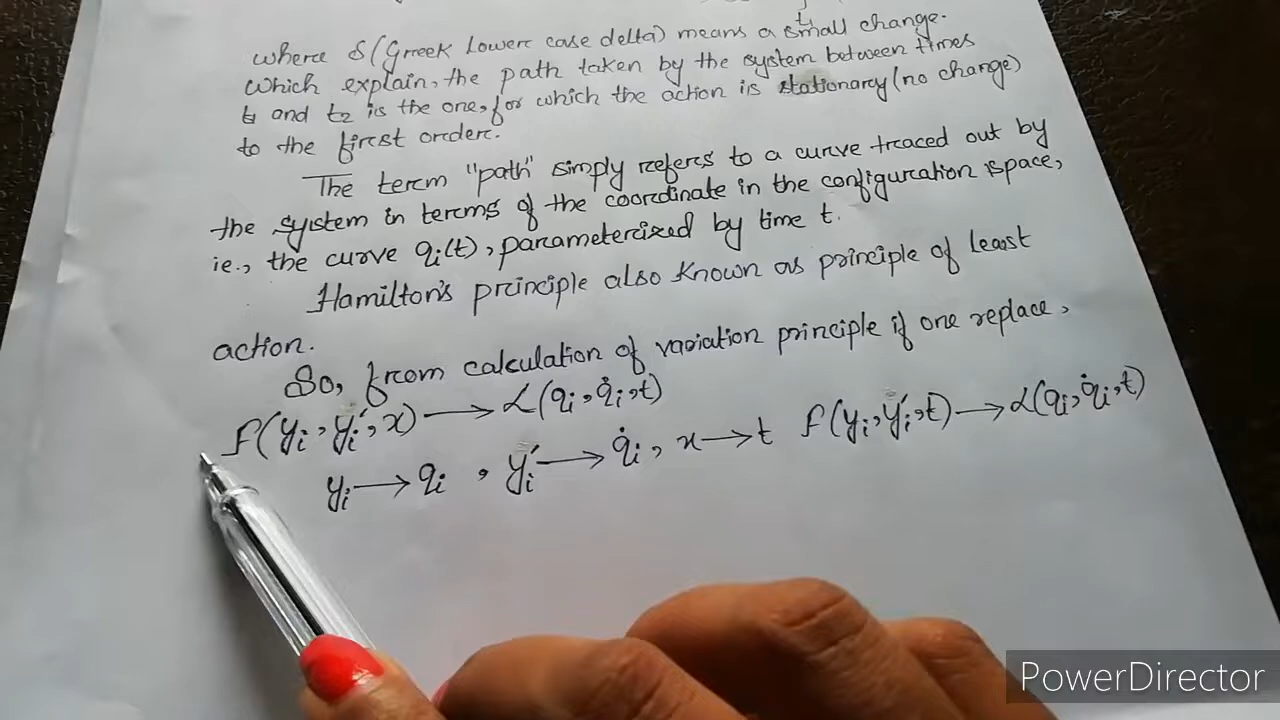 where δ (Greek Lower case delta) means a small change.
Which explain, the path taken by the system between times
t₁ and t₂ is the one, for which the action is stationary (no change)
to the first order.
The term "path" simply refers to a curve traced out by
the system in terms of the coordinate in the configuration space,
ie., the curve qᵢ(t), parameterized by time t.
Hamilton's principle also known as principle of least
action.
So, from calculation of variation principle if one replace,
f(yᵢ, yᵢ′, x) → L(qᵢ, q̇ᵢ, t)
yᵢ → qᵢ , yᵢ′ → q̇ᵢ, x → t f(yᵢ, yᵢ′, t) → L(qᵢ, q̇ᵢ, t)
PowerDirector